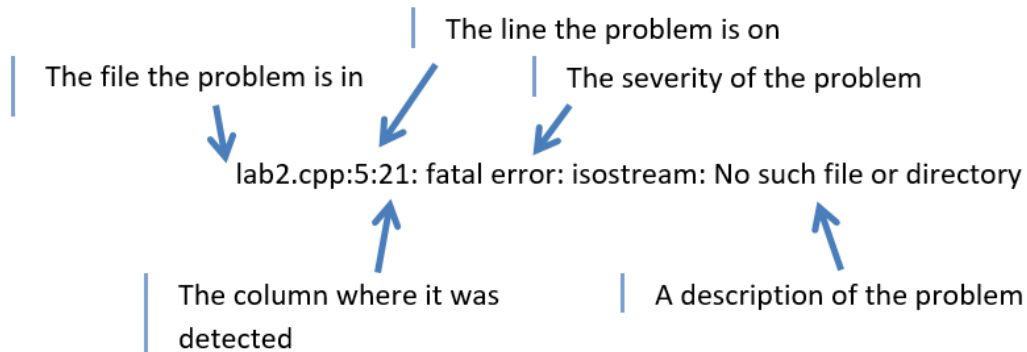 The line the problem is on
The file the problem is in
The severity of the problem
lab2.cpp:5:21: fatal error: isostream: No such file or directory
The column where it was
detected
A description of the problem